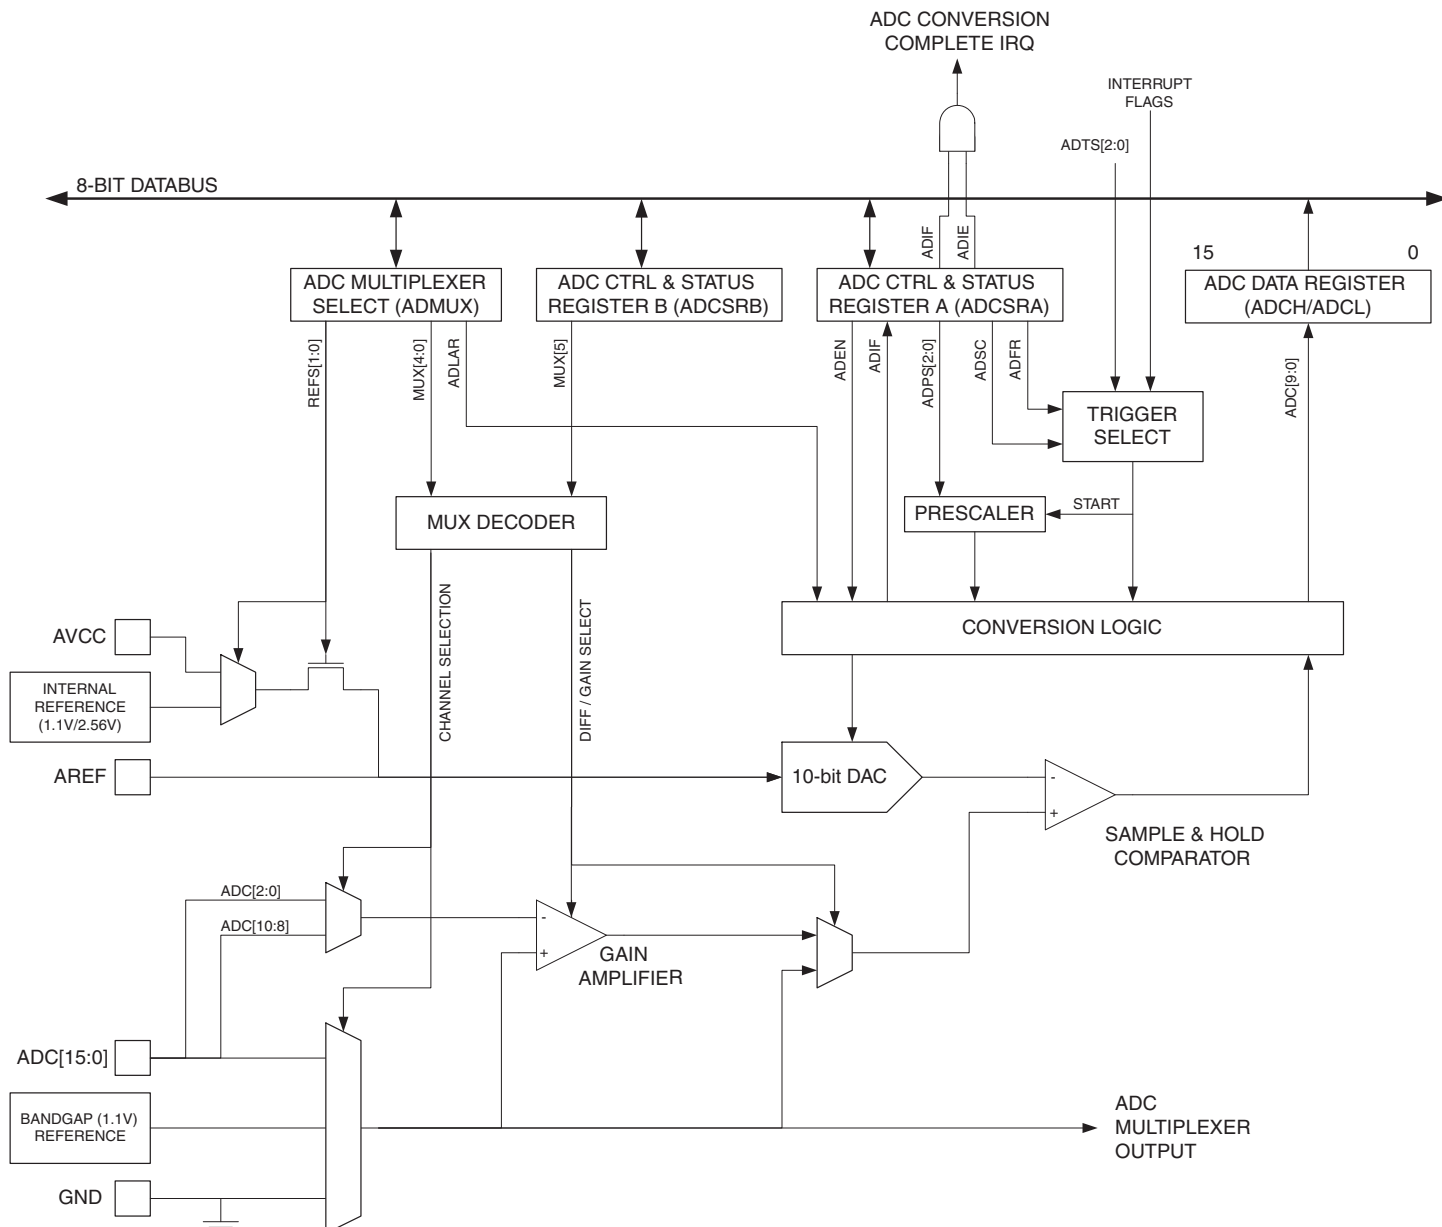 ADC CONVERSION
COMPLETE IRQ
INTERRUPT
FLAGS
ADTS[2:0]
8-BIT DATABUS
ADIF
ADIE
15
0
ADC MULTIPLEXER
SELECT (ADMUX)
ADC CTRL & STATUS
REGISTER B (ADCSRB)
ADC CTRL & STATUS
REGISTER A (ADCSRA)
ADC DATA REGISTER
(ADCH/ADCL)
REFS[1:0]
MUX[4:0]
ADLAR
MUX[5]
ADEN
ADIF
ADPS[2:0]
ADSC
ADFR
ADC[9:0]
TRIGGER
SELECT
MUX DECODER
PRESCALER
START
CHANNEL SELECTION
DIFF / GAIN SELECT
CONVERSION LOGIC
AVCC
INTERNAL
REFERENCE
(1.1V/2.56V)
AREF
10-bit DAC
-
+
SAMPLE & HOLD
COMPARATOR
ADC[2:0]
ADC[10:8]
-
+
GAIN
AMPLIFIER
ADC[15:0]
BANDGAP (1.1V)
REFERENCE
ADC
MULTIPLEXER
OUTPUT
GND